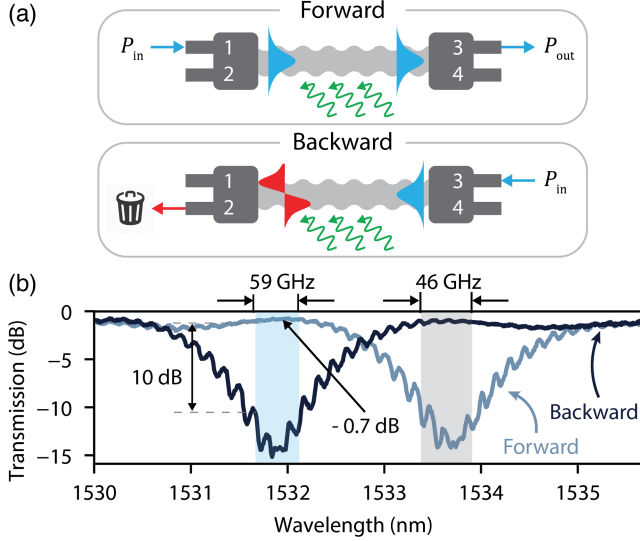 (a)
Forward
P_in
1
2
3
4
P_out
Backward
1
2
3
4
P_in
(b)
59 GHz
46 GHz
0
−5
−10
−15
Transmission (dB)
10 dB
- 0.7 dB
Backward
Forward
1530
1531
1532
1533
1534
1535
Wavelength (nm)